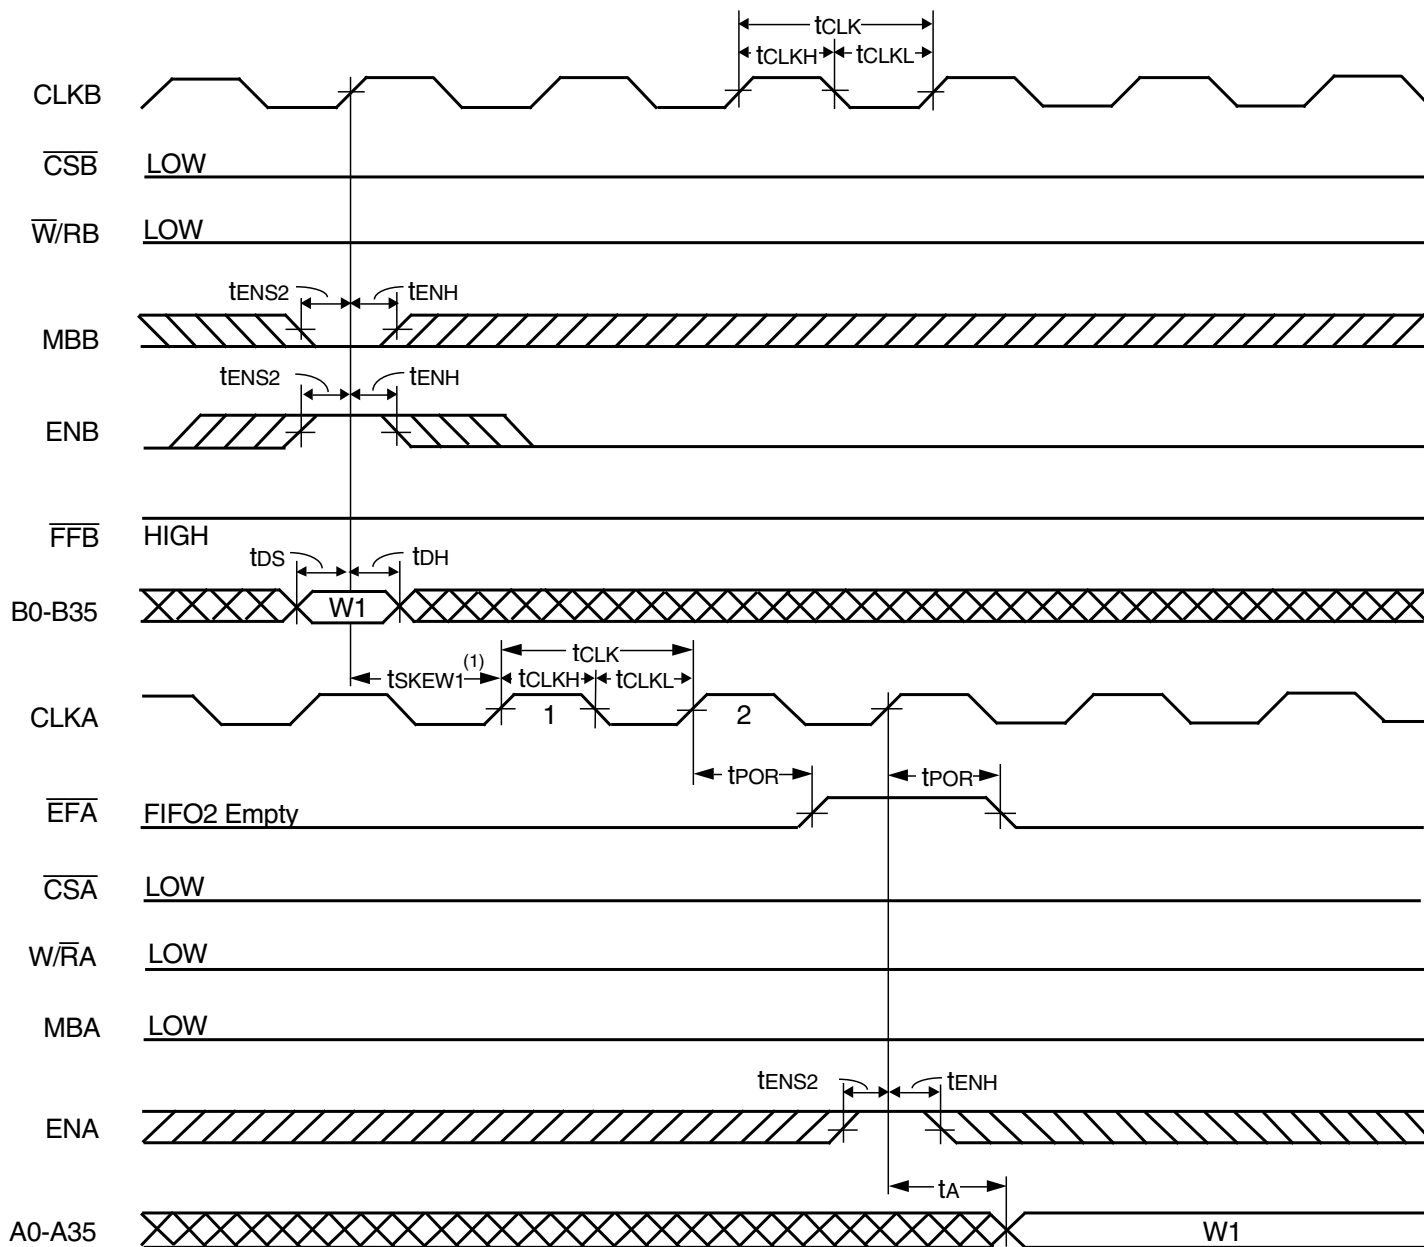 tCLK
tCLKH tCLKL
CLKB
CSB LOW
W/RB LOW
tENS2 tENH
MBB
tENS2 tENH
ENB
FFB HIGH
tDS tDH
B0-B35 W1
tSKEW1(1) tCLK
tCLKH tCLKL
CLKA 1 2
tPOR tPOR
EFA FIFO2 Empty
CSA LOW
W/RA LOW
MBA LOW
tENS2 tENH
ENA
tA
A0-A35 W1